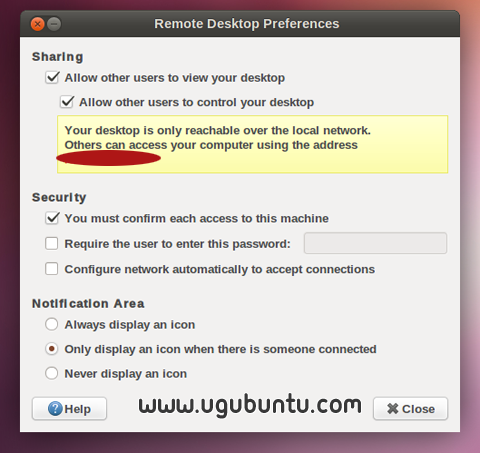 Remote Desktop Preferences
Sharing
Allow other users to view your desktop
Allow other users to control your desktop
Your desktop is only reachable over the local network.
Others can access your computer using the address
Security
You must confirm each access to this machine
Require the user to enter this password:
Configure network automatically to accept connections
Notification Area
Always display an icon
Only display an icon when there is someone connected
Never display an icon
Help
www.ugubuntu.com
Close